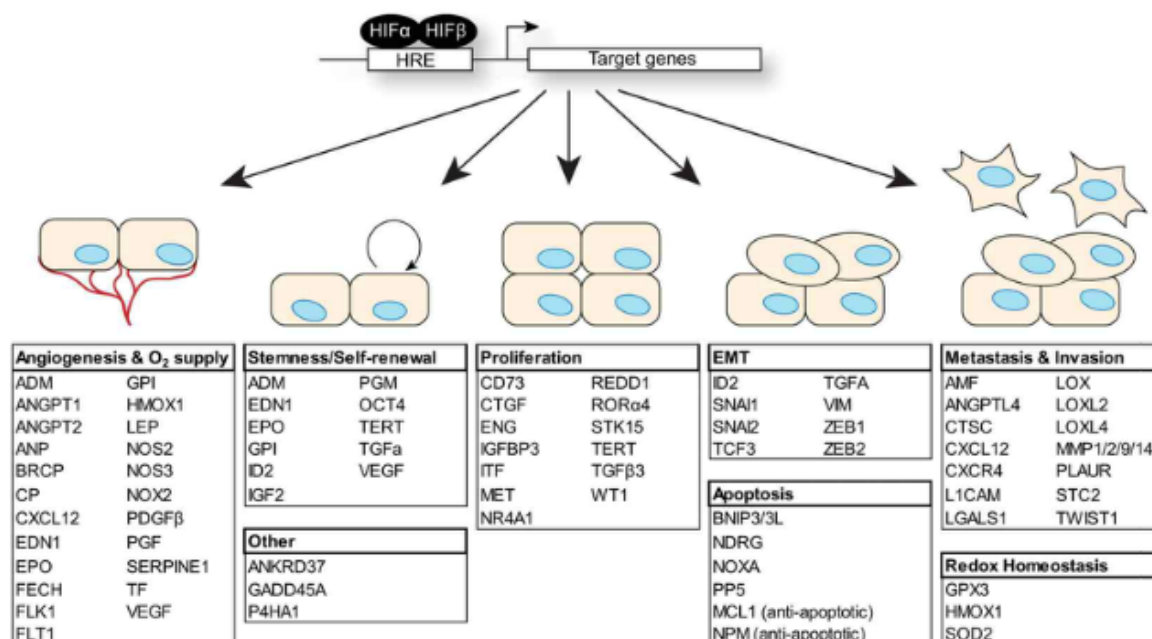 HIFα HIFβ
HRE
Target genes
Angiogenesis & O₂ supply
ADM GPI
ANGPT1 HMOX1
ANGPT2 LEP
ANP NOS2
BRCP NOS3
CP NOX2
CXCL12 PDGFβ
EDN1 PGF
EPO SERPINE1
FECH TF
FLK1 VEGF
FLT1
Stemness/Self-renewal
ADM PGM
EDN1 OCT4
EPO TERT
GPI TGFa
ID2 VEGF
IGF2
Other
ANKRD37
GADD45A
P4HA1
Proliferation
CD73 REDD1
CTGF RORα4
ENG STK15
IGFBP3 TERT
ITF TGFβ3
MET WT1
NR4A1
EMT
ID2 TGFA
SNAI1 VIM
SNAI2 ZEB1
TCF3 ZEB2
Apoptosis
BNIP3/3L
NDRG
NOXA
PP5
MCL1 (anti-apoptotic)
NPM (anti-apoptotic)
Metastasis & Invasion
AMF LOX
ANGPTL4 LOXL2
CTSC LOXL4
CXCL12 MMP1/2/9/14
CXCR4 PLAUR
L1CAM STC2
LGALS1 TWIST1
Redox Homeostasis
GPX3
HMOX1
SOD2